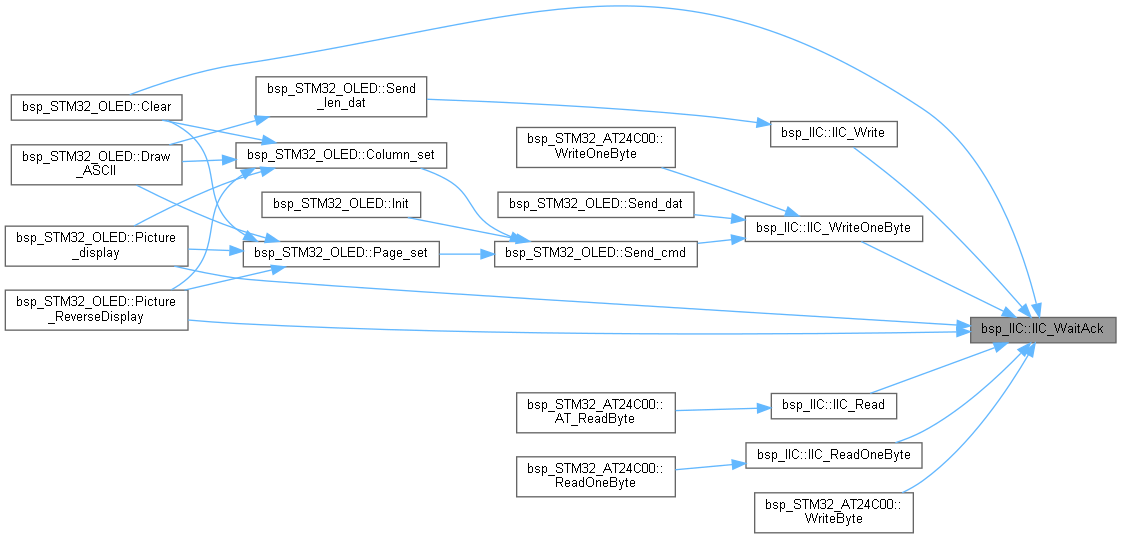 bsp_STM32_OLED::Clear
bsp_STM32_OLED::Draw
_ASCII
bsp_STM32_OLED::Picture
_display
bsp_STM32_OLED::Picture
_ReverseDisplay
bsp_STM32_OLED::Send
_len_dat
bsp_STM32_OLED::Column_set
bsp_STM32_OLED::Init
bsp_STM32_OLED::Page_set
bsp_STM32_AT24C00::
WriteOneByte
bsp_STM32_OLED::Send_dat
bsp_STM32_OLED::Send_cmd
bsp_STM32_AT24C00::
AT_ReadByte
bsp_STM32_AT24C00::
ReadOneByte
bsp_IIC::IIC_Write
bsp_IIC::IIC_WriteOneByte
bsp_IIC::IIC_Read
bsp_IIC::IIC_ReadOneByte
bsp_STM32_AT24C00::
WriteByte
bsp_IIC::IIC_WaitAck